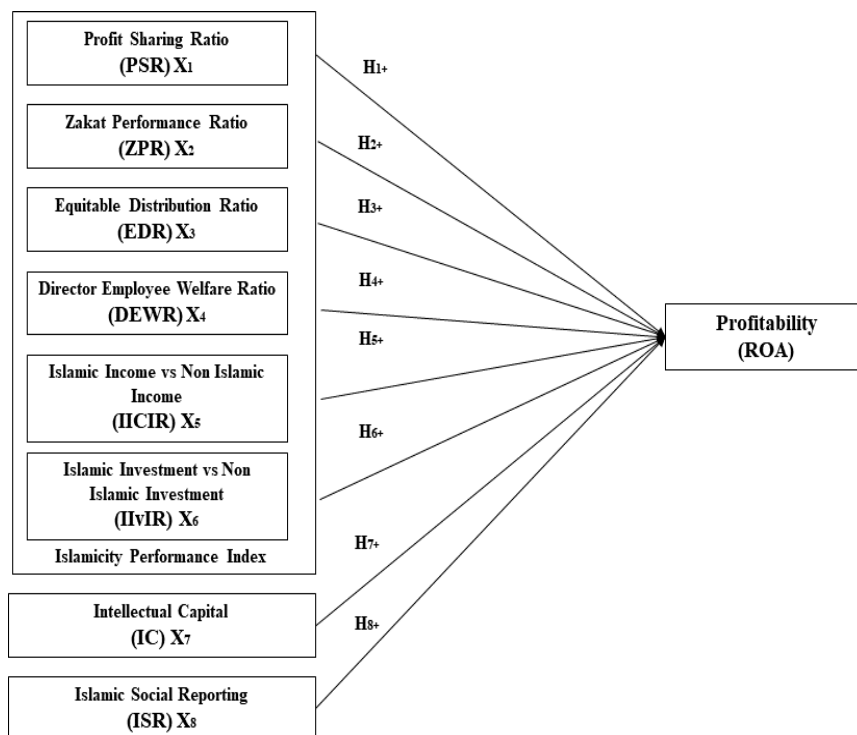 Profit Sharing Ratio
(PSR) X1
Zakat Performance Ratio
(ZPR) X2
Equitable Distribution Ratio
(EDR) X3
Director Employee Welfare Ratio
(DEWR) X4
Islamic Income vs Non Islamic
Income
(IICIR) X5
Islamic Investment vs Non
Islamic Investment
(IIvIR) X6
Islamicity Performance Index
Intellectual Capital
(IC) X7
Islamic Social Reporting
(ISR) X8
H1+
H2+
H3+
H4+
H5+
H6+
H7+
H8+
Profitability
(ROA)